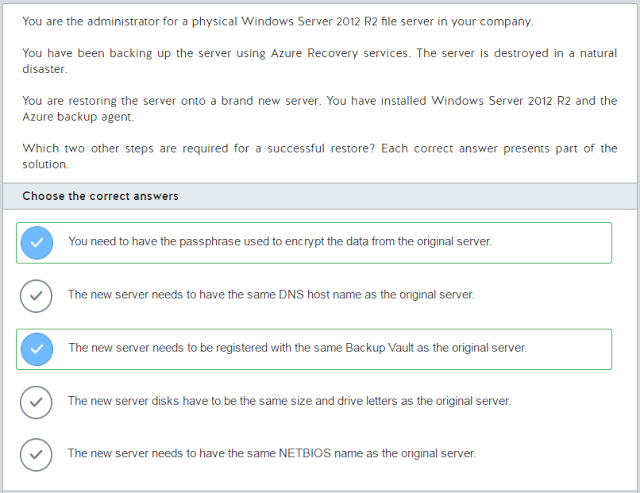 You are the administrator for a physical Windows Server 2012 R2 file server in your company.
You have been backing up the server using Azure Recovery services. The server is destroyed in a natural
disaster.
You are restoring the server onto a brand new server. You have installed Windows Server 2012 R2 and the
Azure backup agent.
Which two other steps are required for a successful restore? Each correct answer presents part of the
solution.
Choose the correct answers
You need to have the passphrase used to encrypt the data from the original server.
The new server needs to have the same DNS host name as the original server.
The new server needs to be registered with the same Backup Vault as the original server.
The new server disks have to be the same size and drive letters as the original server.
The new server needs to have the same NETBIOS name as the original server.